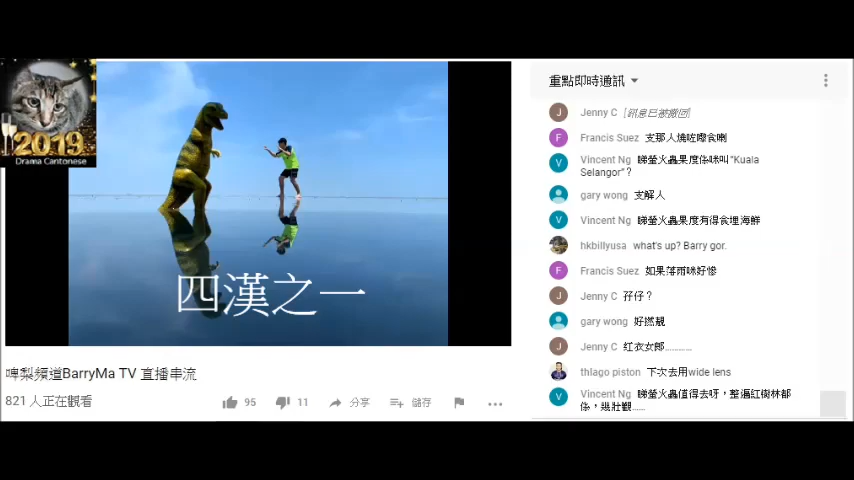 2019
Drama Cantonese
四漢之一
啤梨頻道BarryMa TV 直播串流
821 人正在觀看
95
11
分享
儲存
重點即時通訊
Jenny C [訊息已被撤回]
Francis Suez 支那人燒咗嚟食喇
Vincent Ng 睇螢火蟲果度係咪叫"Kuala
Selangor"?
gary wong 支解人
Vincent Ng 睇螢火蟲果度有得食埋海鮮
hkbillyusa what's up? Barry gor.
Francis Suez 如果落雨咪好慘
Jenny C 孖仔？
gary wong 好撚靚
Jenny C 红衣女郎............
thIago piston 下次去用wide lens
Vincent Ng 睇螢火蟲值得去呀，整遍紅樹林都
係，幾壯觀......